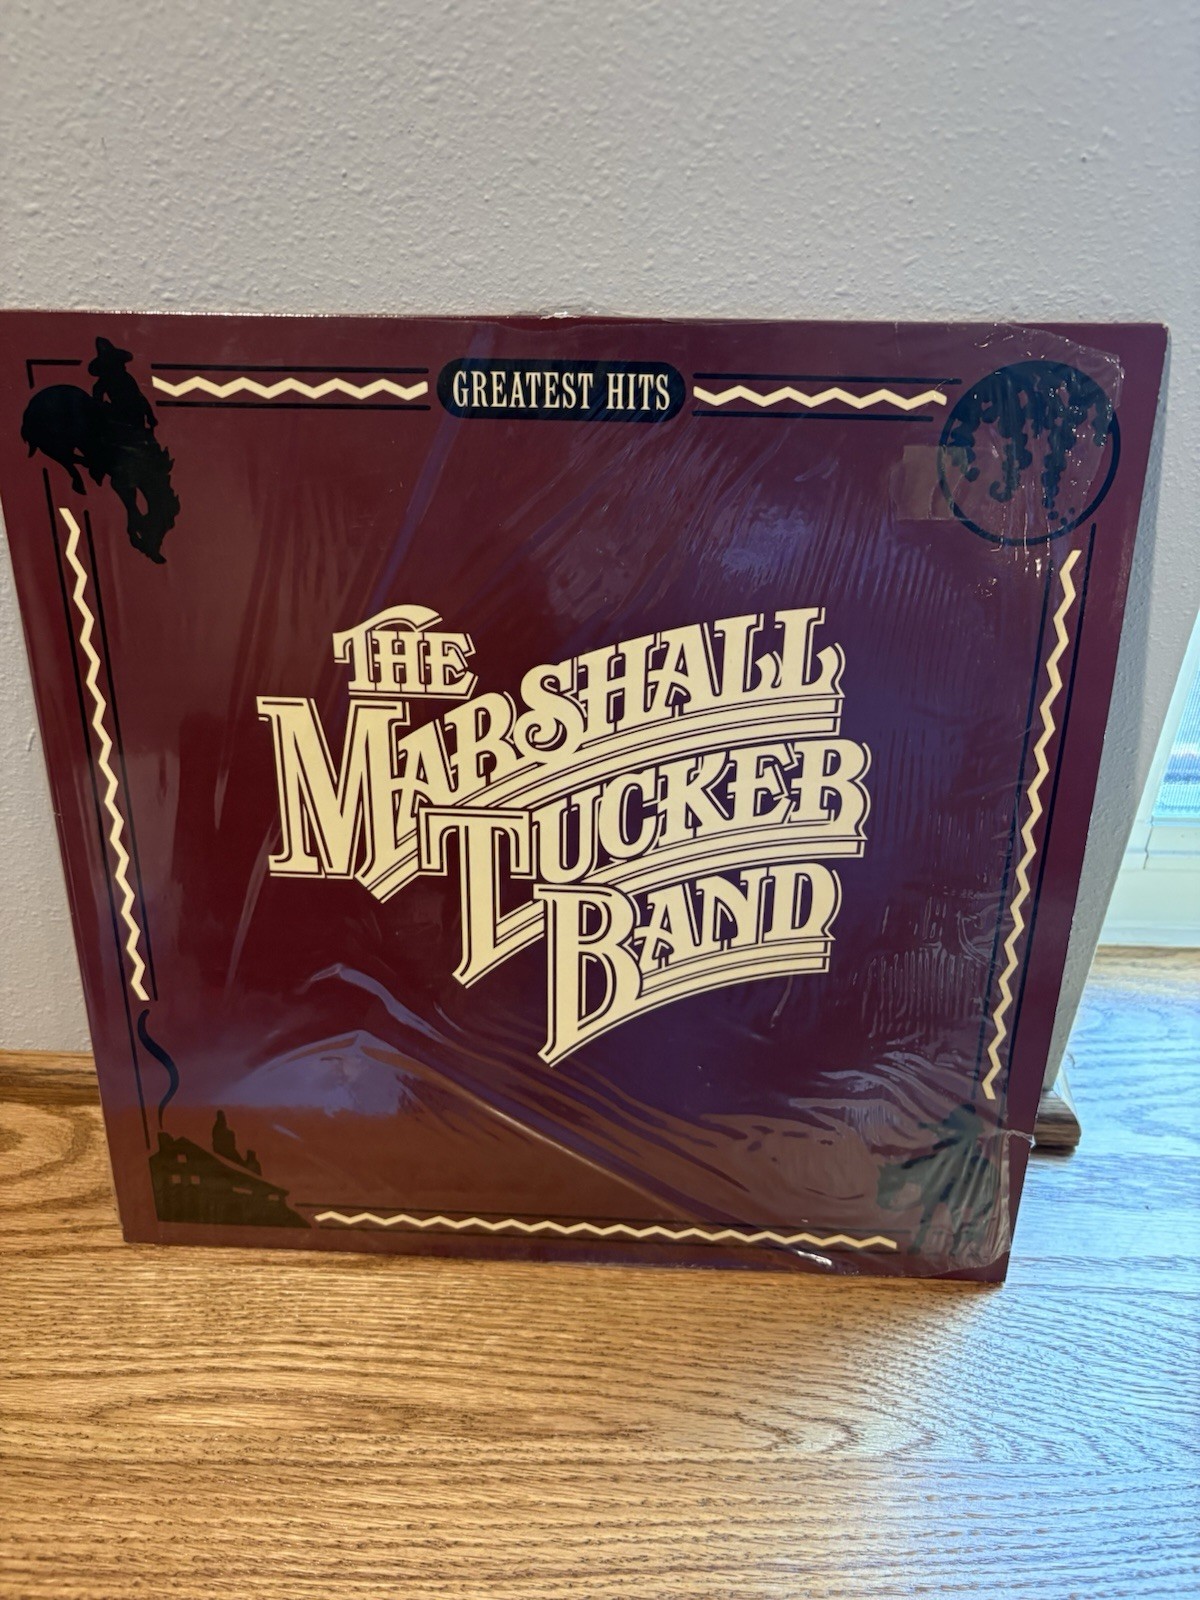 GREATEST HITS
THE
MARSHALL
TUCKER
BAND